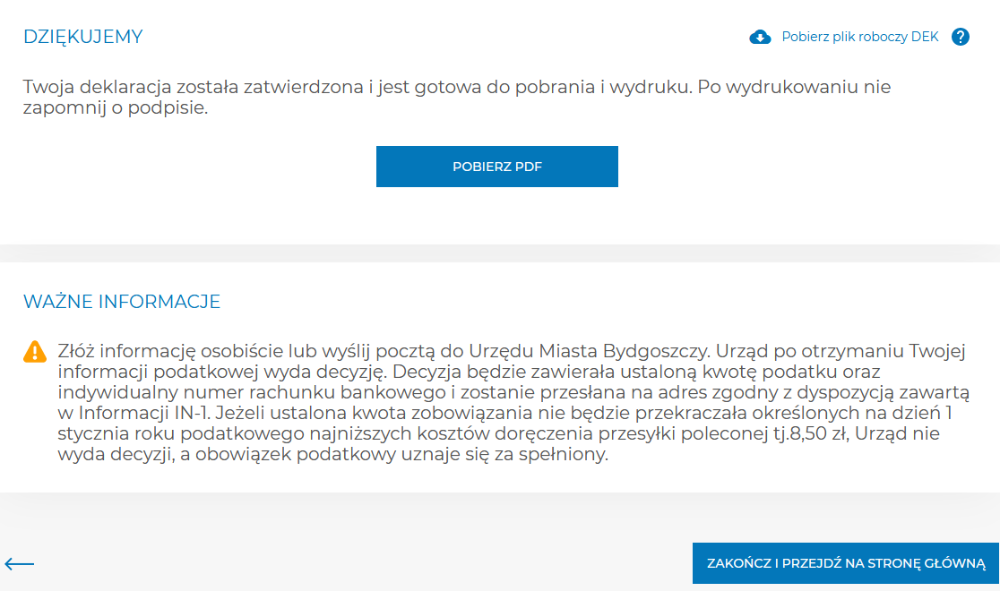 DZIĘKUJEMY
Pobierz plik roboczy DEK ?
Twoja deklaracja została zatwierdzona i jest gotowa do pobrania i wydruku. Po wydrukowaniu nie
zapomnij o podpisie.
POBIERZ PDF
WAŻNE INFORMACJE
Złóż informację osobiście lub wyślij pocztą do Urzędu Miasta Bydgoszczy. Urząd po otrzymaniu Twojej
informacji podatkowej wyda decyzję. Decyzja będzie zawierała ustaloną kwotę podatku oraz
indywidualny numer rachunku bankowego i zostanie przesłana na adres zgodny z dyspozycją zawartą
w Informacji IN-1. Jeżeli ustalona kwota zobowiązania nie będzie przekraczała określonych na dzień 1
stycznia roku podatkowego najniższych kosztów doręczenia przesyłki poleconej tj.8,50 zł, Urząd nie
wyda decyzji, a obowiązek podatkowy uznaje się za spełniony.
ZAKOŃCZ I PRZEJDŹ NA STRONĘ GŁÓWNĄ